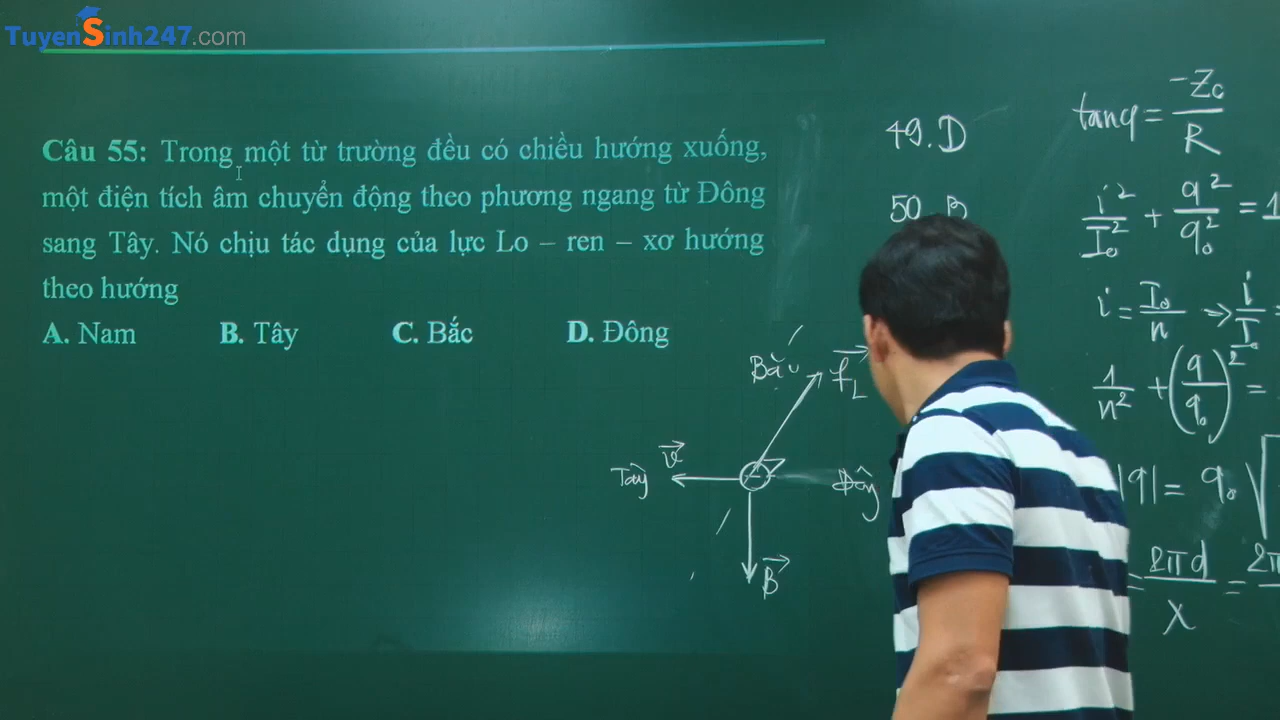 TuyenSinh247.com
Câu 55: Trong một từ trường đều có chiều hướng xuống,
một điện tích âm chuyển động theo phương ngang từ Đông
sang Tây. Nó chịu tác dụng của lực Lo – ren – xơ hướng
theo hướng
A. Nam B. Tây C. Bắc D. Đông
49.D
50 B
Bắc
f_L
Tây
v
−
Đông
B
tanφ = -Z_C / R
i² / I₀² + q² / q₀² = 1
i = I₀ / n ⇒ i / I =
1 / n² + (q / q₀)² =
|q| = q₀ √
= 2πd / λ = 2π